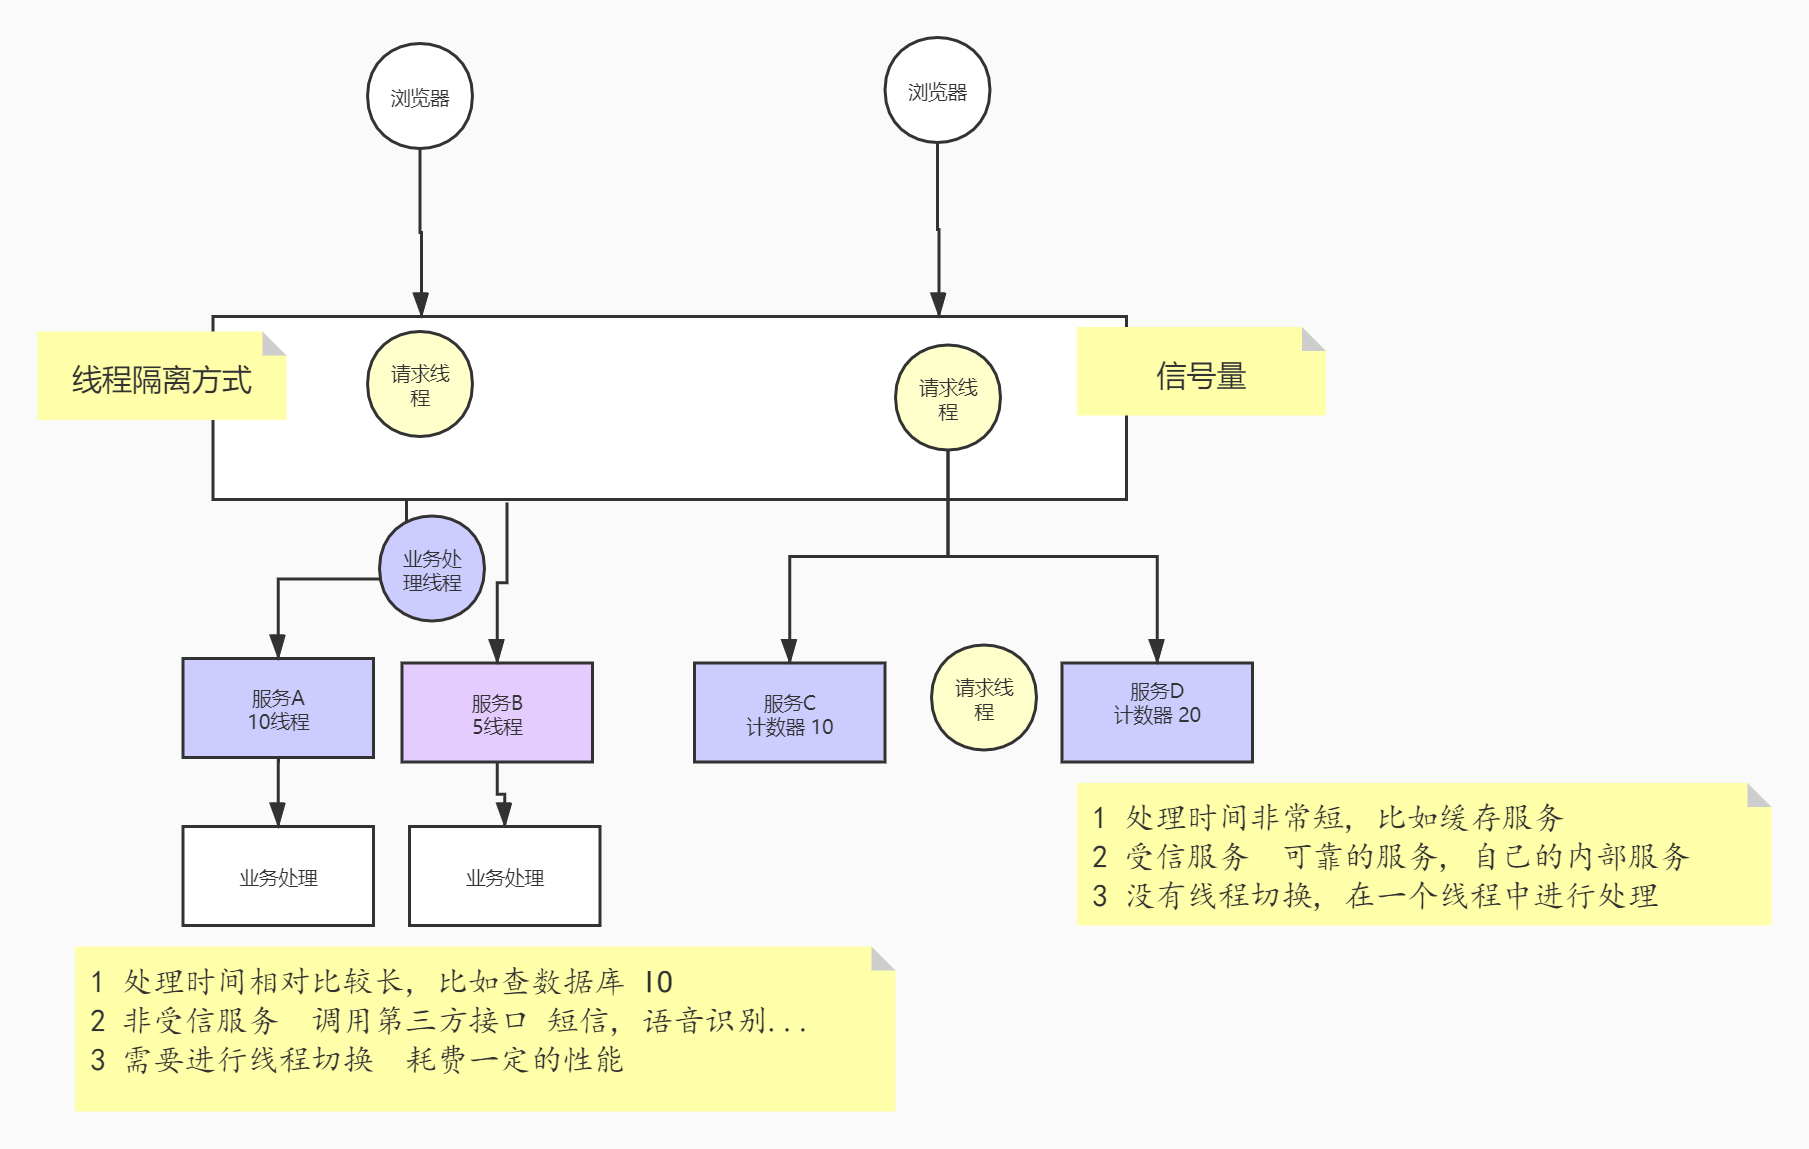 浏览器
浏览器
线程隔离方式
请求线
程
请求线
程
信号量
业务处
理线程
服务A
10线程
服务B
5线程
服务C
计数器 10
请求线
程
服务D
计数器 20
业务处理
业务处理
1 处理时间非常短, 比如缓存服务
2 受信服务 可靠的服务, 自己的内部服务
3 没有线程切换, 在一个线程中进行处理
1 处理时间相对比较长, 比如查数据库 IO
2 非受信服务 调用第三方接口 短信, 语音识别...
3 需要进行线程切换 耗费一定的性能